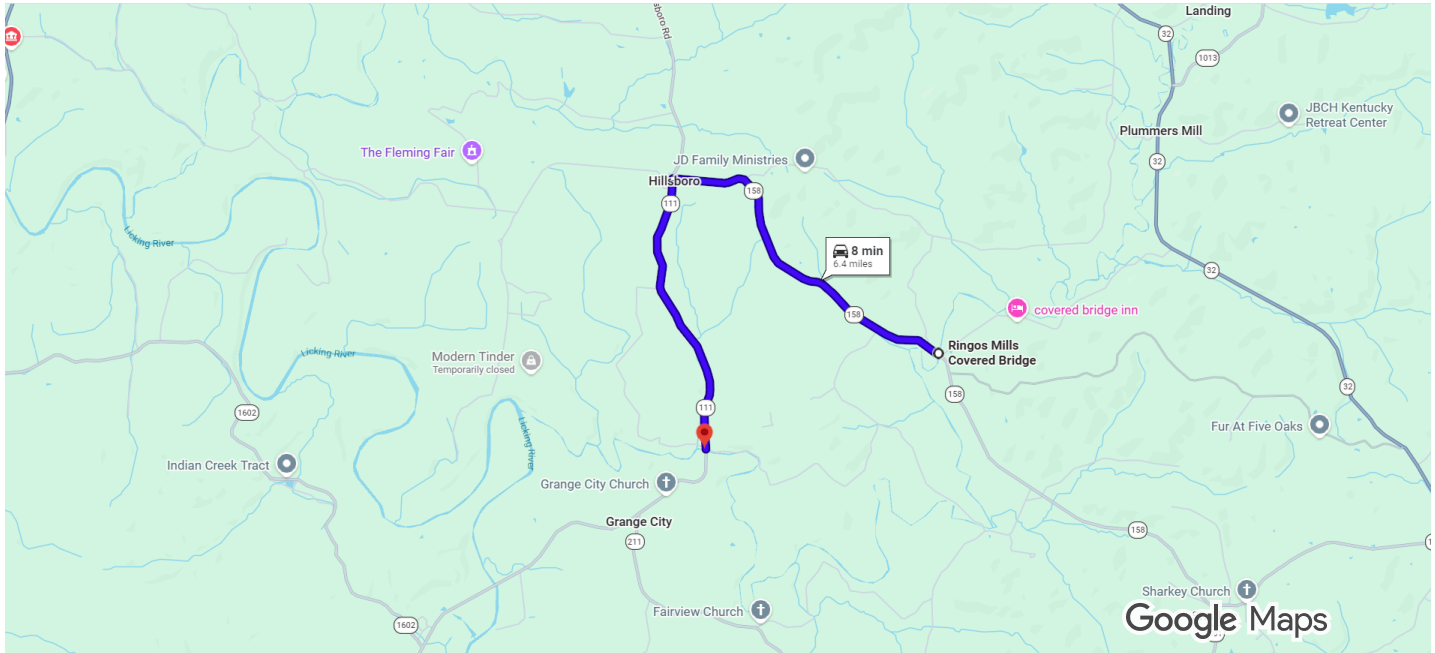 lsboro Rd
Landing
32
1013
JBCH Kentucky
Retreat Center
Plummers Mill
The Fleming Fair
JD Family Ministries
32
Hillsboro
158
111
Licking River
8 min
6.4 miles
32
covered bridge inn
158
Ringos Mills
Covered Bridge
Licking River
Modern Tinder
Temporarily closed
32
158
1602
111
Licking River
Fur At Five Oaks
Indian Creek Tract
Grange City Church
Grange City
158
211
Sharkey Church
Fairview Church
1602
Google Maps